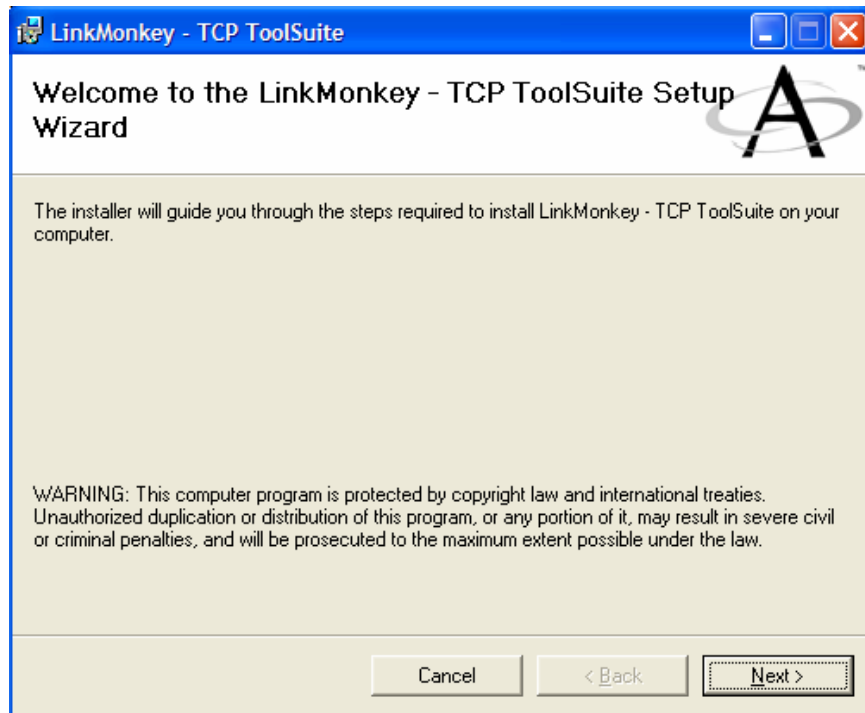 LinkMonkey - TCP ToolSuite
Welcome to the LinkMonkey - TCP ToolSuite Setup
Wizard
The installer will guide you through the steps required to install LinkMonkey - TCP ToolSuite on your
computer.
WARNING: This computer program is protected by copyright law and international treaties.
Unauthorized duplication or distribution of this program, or any portion of it, may result in severe civil
or criminal penalties, and will be prosecuted to the maximum extent possible under the law.
Cancel
< Back
Next >